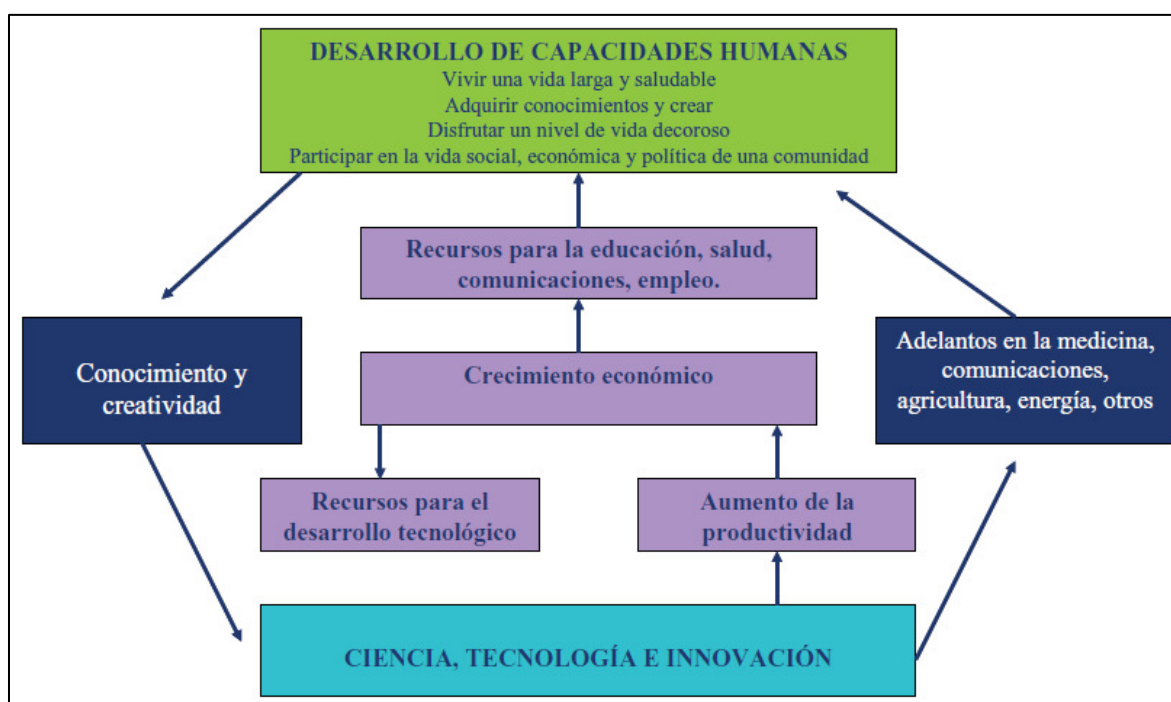 DESARROLLO DE CAPACIDADES HUMANAS
Vivir una vida larga y saludable
Adquirir conocimientos y crear
Disfrutar un nivel de vida decoroso
Participar en la vida social, económica y política de una comunidad
Recursos para la educación, salud,
comunicaciones, empleo.
Conocimiento y
creatividad
Crecimiento económico
Adelantos en la medicina,
comunicaciones,
agricultura, energía, otros
Recursos para el
desarrollo tecnológico
Aumento de la
productividad
CIENCIA, TECNOLOGÍA E INNOVACIÓN